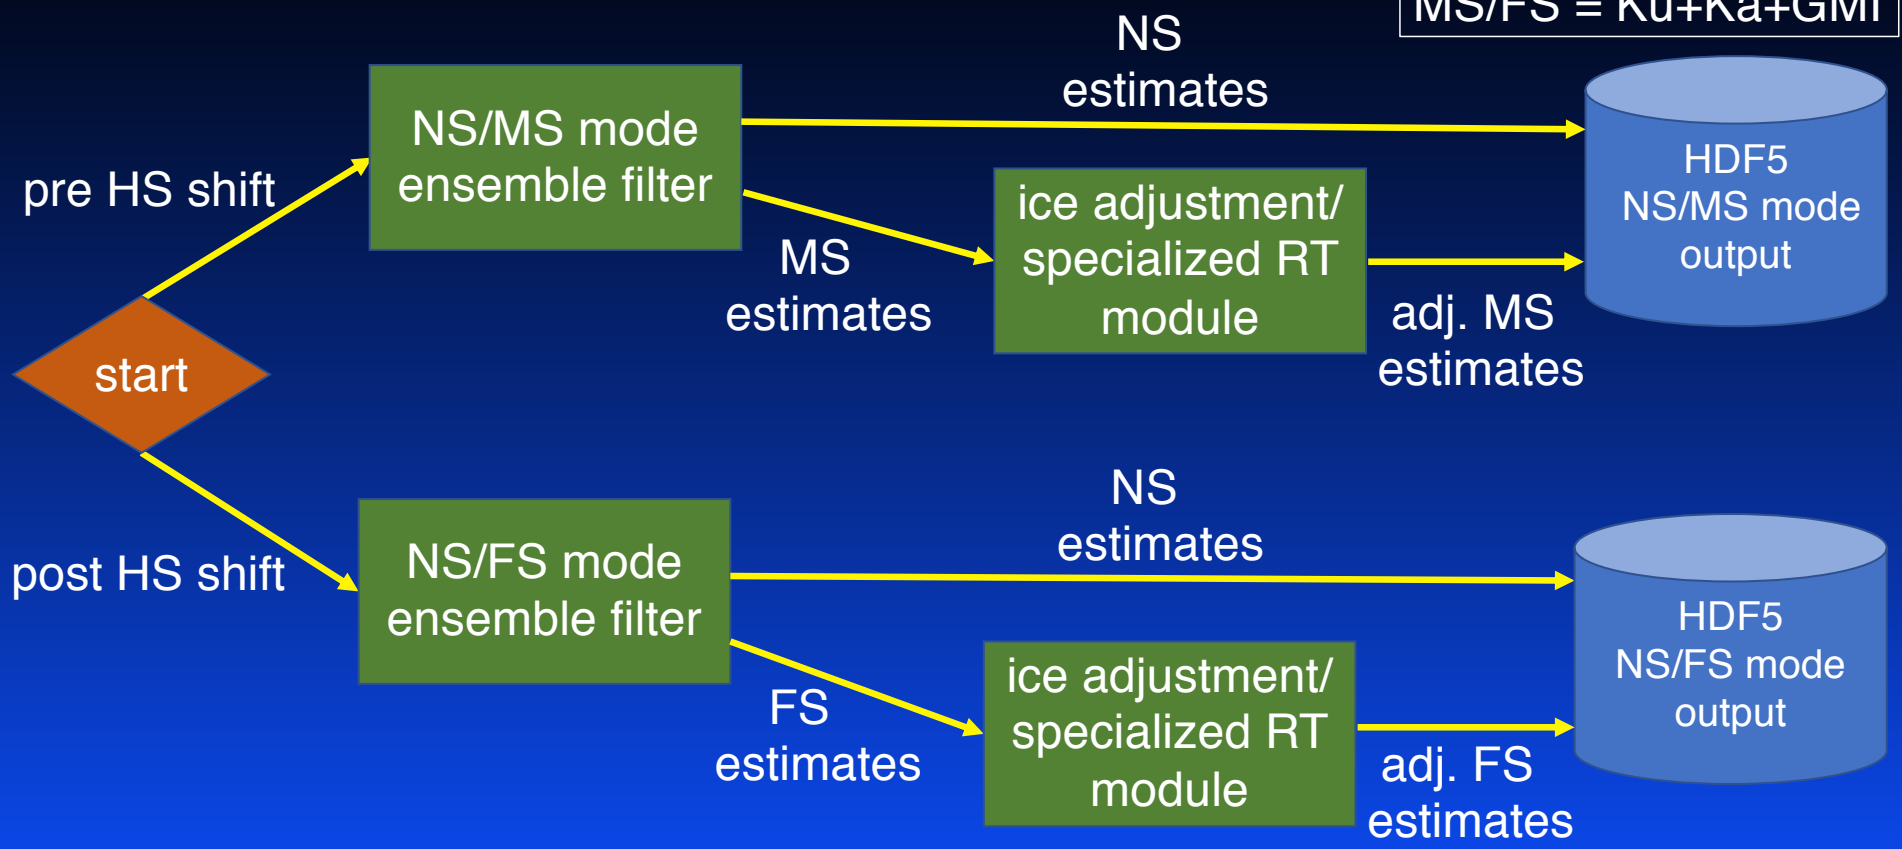 MS/FS = Ku+Ka+GMI
NS
estimates
NS/MS mode
ensemble filter
pre HS shift
HDF5
NS/MS mode
output
ice adjustment/
specialized RT
module
MS
estimates
adj. MS
estimates
start
NS
estimates
post HS shift
NS/FS mode
ensemble filter
HDF5
NS/FS mode
output
ice adjustment/
specialized RT
module
FS
estimates
adj. FS
estimates